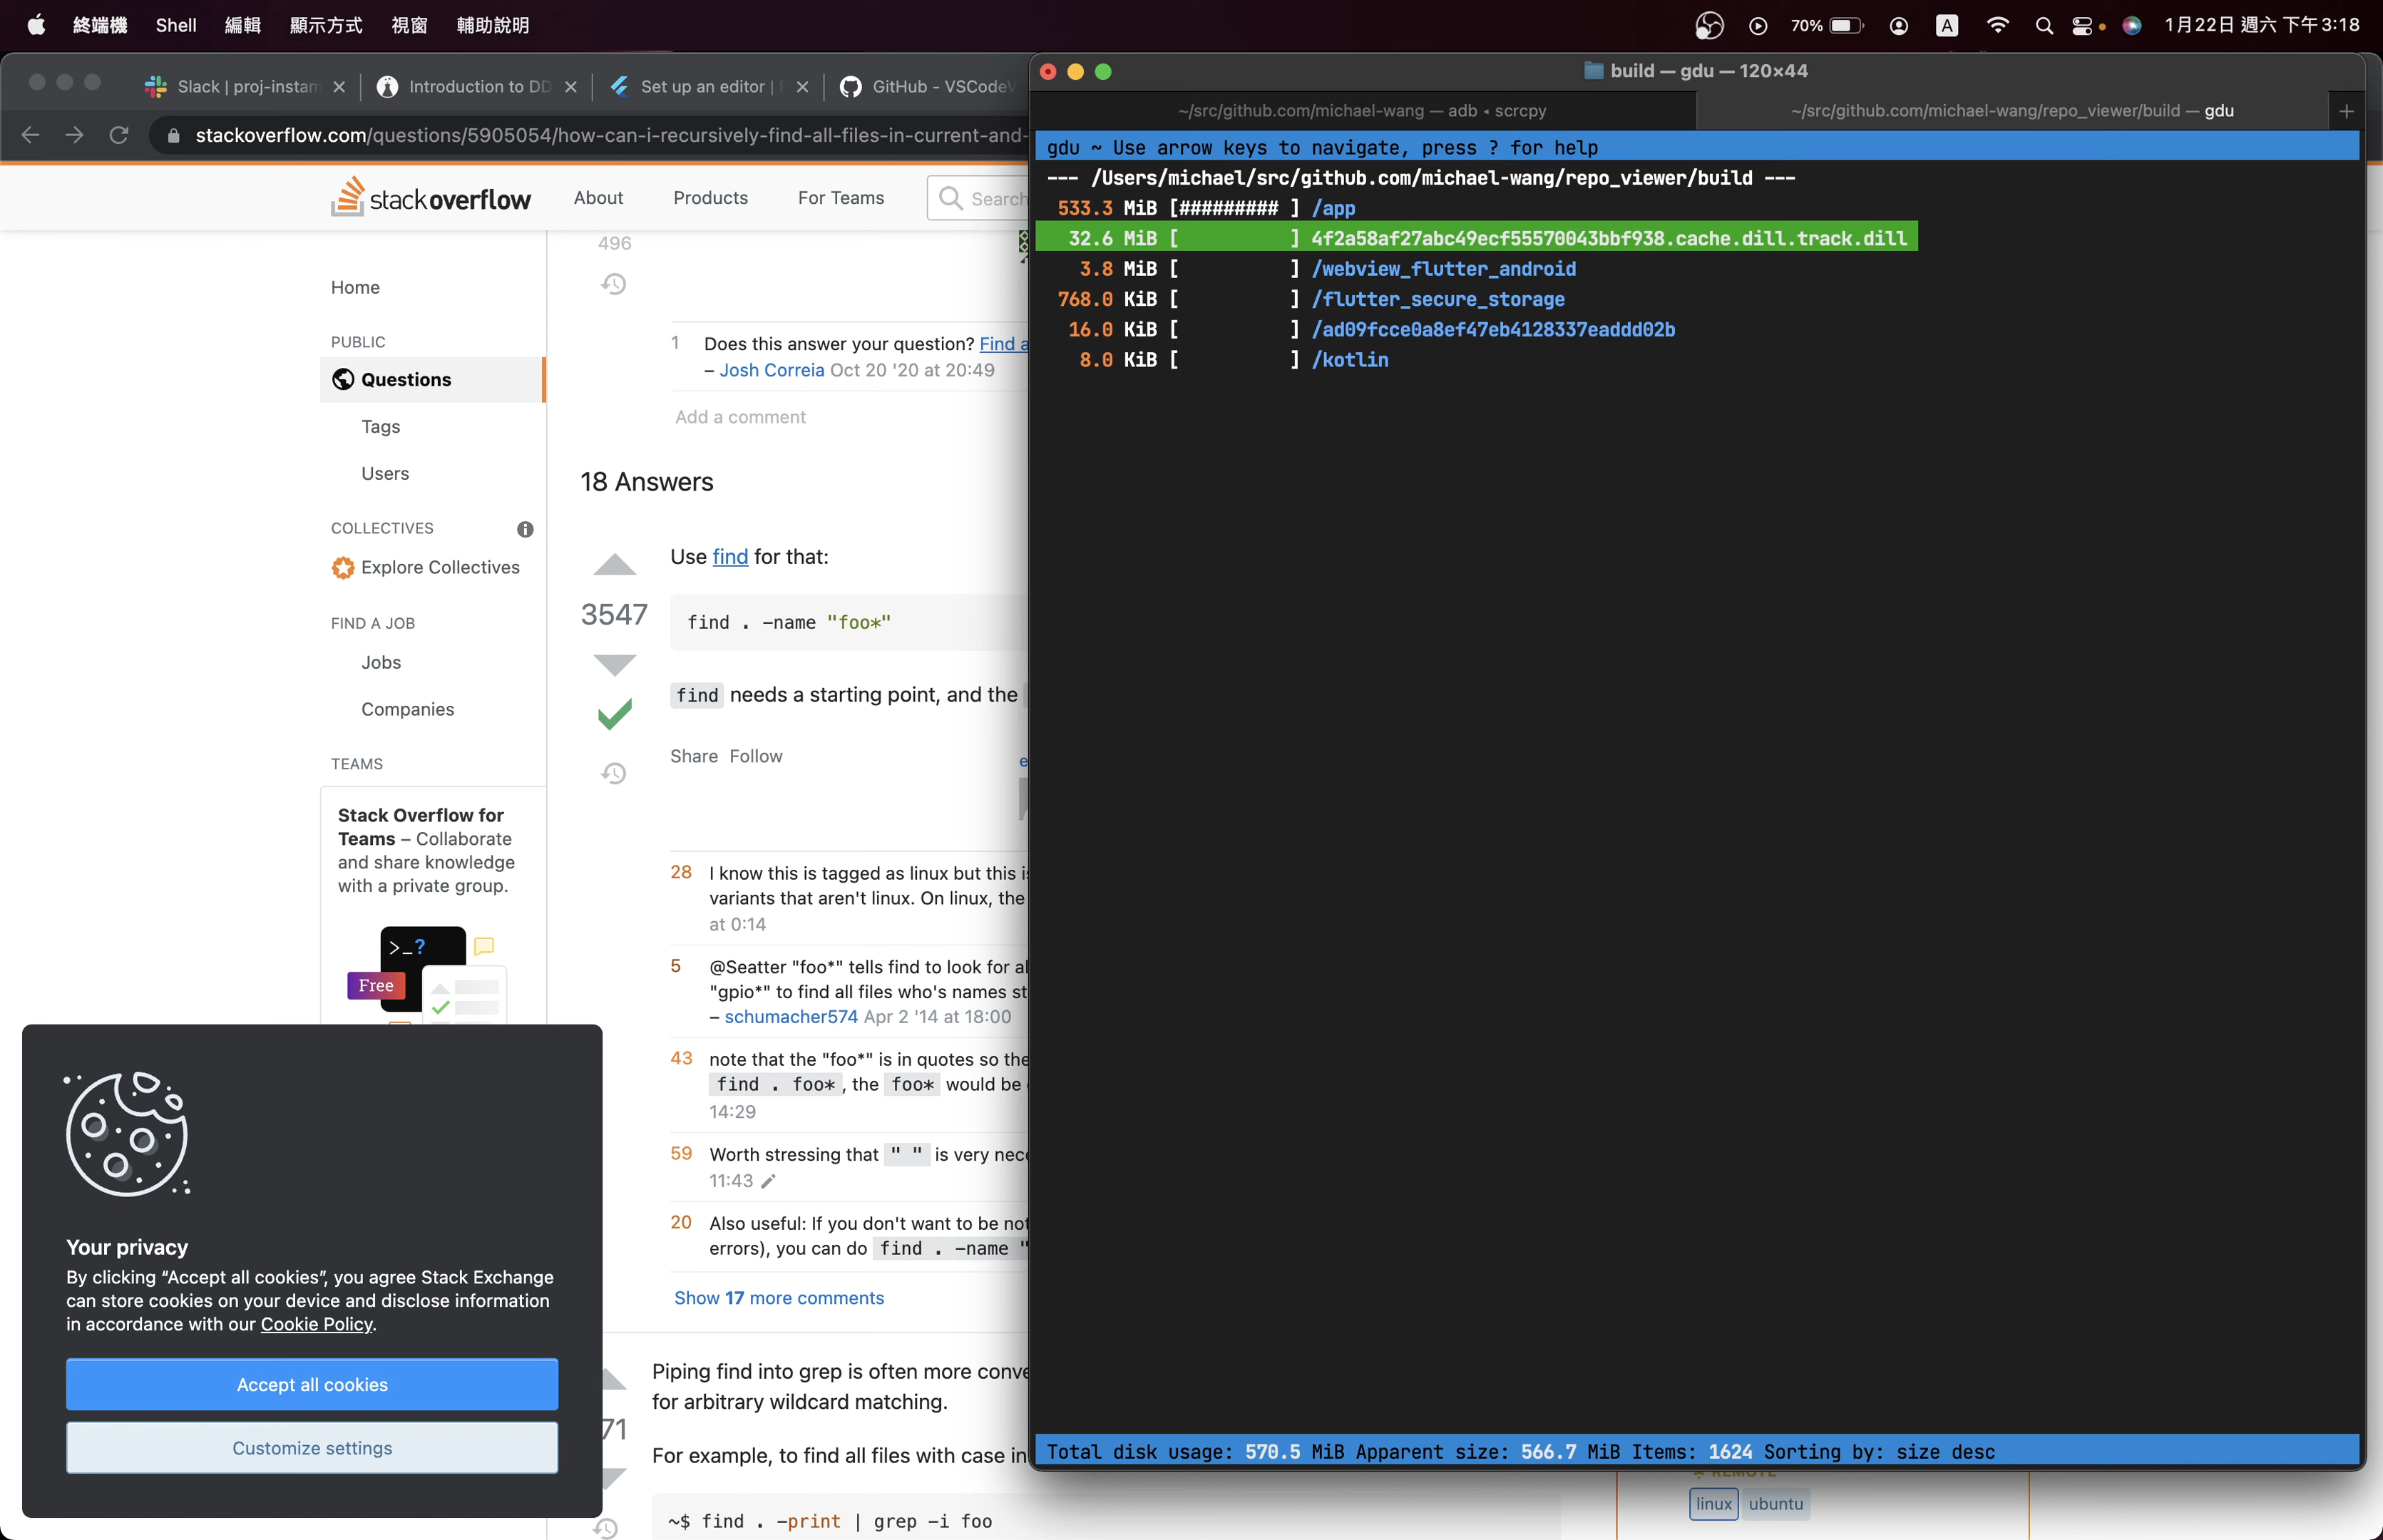 終端機 Shell 編輯 顯示方式 視窗 輔助說明
70% A 1月22日 週六 下午3:18
Slack | proj-instam
Introduction to DD
Set up an editor |
GitHub - VSCodeV
stackoverflow.com/questions/5905054/how-can-i-recursively-find-all-files-in-current-and-
stackoverflow About Products For Teams Search
Home
PUBLIC
Questions
Tags
Users
COLLECTIVES
Explore Collectives
FIND A JOB
Jobs
Companies
TEAMS
Stack Overflow for
Teams – Collaborate
and share knowledge
with a private group.
>_?
Free
496
1 Does this answer your question? Find a
– Josh Correia Oct 20 '20 at 20:49
Add a comment
18 Answers
3547
Use find for that:
find . -name "foo*"
find needs a starting point, and the
Share Follow
28 I know this is tagged as linux but this is
variants that aren't linux. On linux, the
at 0:14
5 @Seatter "foo*" tells find to look for al
"gpio*" to find all files who's names st
– schumacher574 Apr 2 '14 at 18:00
43 note that the "foo*" is in quotes so the
find . foo* , the foo* would be
14:29
59 Worth stressing that " " is very nece
11:43
20 Also useful: If you don't want to be not
errors), you can do find . -name "
Show 17 more comments
71
Piping find into grep is often more conve
for arbitrary wildcard matching.
For example, to find all files with case in
~$ find . -print | grep -i foo
Your privacy
By clicking “Accept all cookies”, you agree Stack Exchange
can store cookies on your device and disclose information
in accordance with our Cookie Policy.
Accept all cookies
Customize settings
build — gdu — 120×44
~/src/github.com/michael-wang — adb ◂ scrcpy
~/src/github.com/michael-wang/repo_viewer/build — gdu
gdu ~ Use arrow keys to navigate, press ? for help
--- /Users/michael/src/github.com/michael-wang/repo_viewer/build ---
533.3 MiB [######### ] /app
32.6 MiB [ ] 4f2a58af27abc49ecf55570043bbf938.cache.dill.track.dill
3.8 MiB [ ] /webview_flutter_android
768.0 KiB [ ] /flutter_secure_storage
16.0 KiB [ ] /ad09fcce0a8ef47eb4128337eaddd02b
8.0 KiB [ ] /kotlin
Total disk usage: 570.5 MiB Apparent size: 566.7 MiB Items: 1624 Sorting by: size desc
REMOTE
linux ubuntu